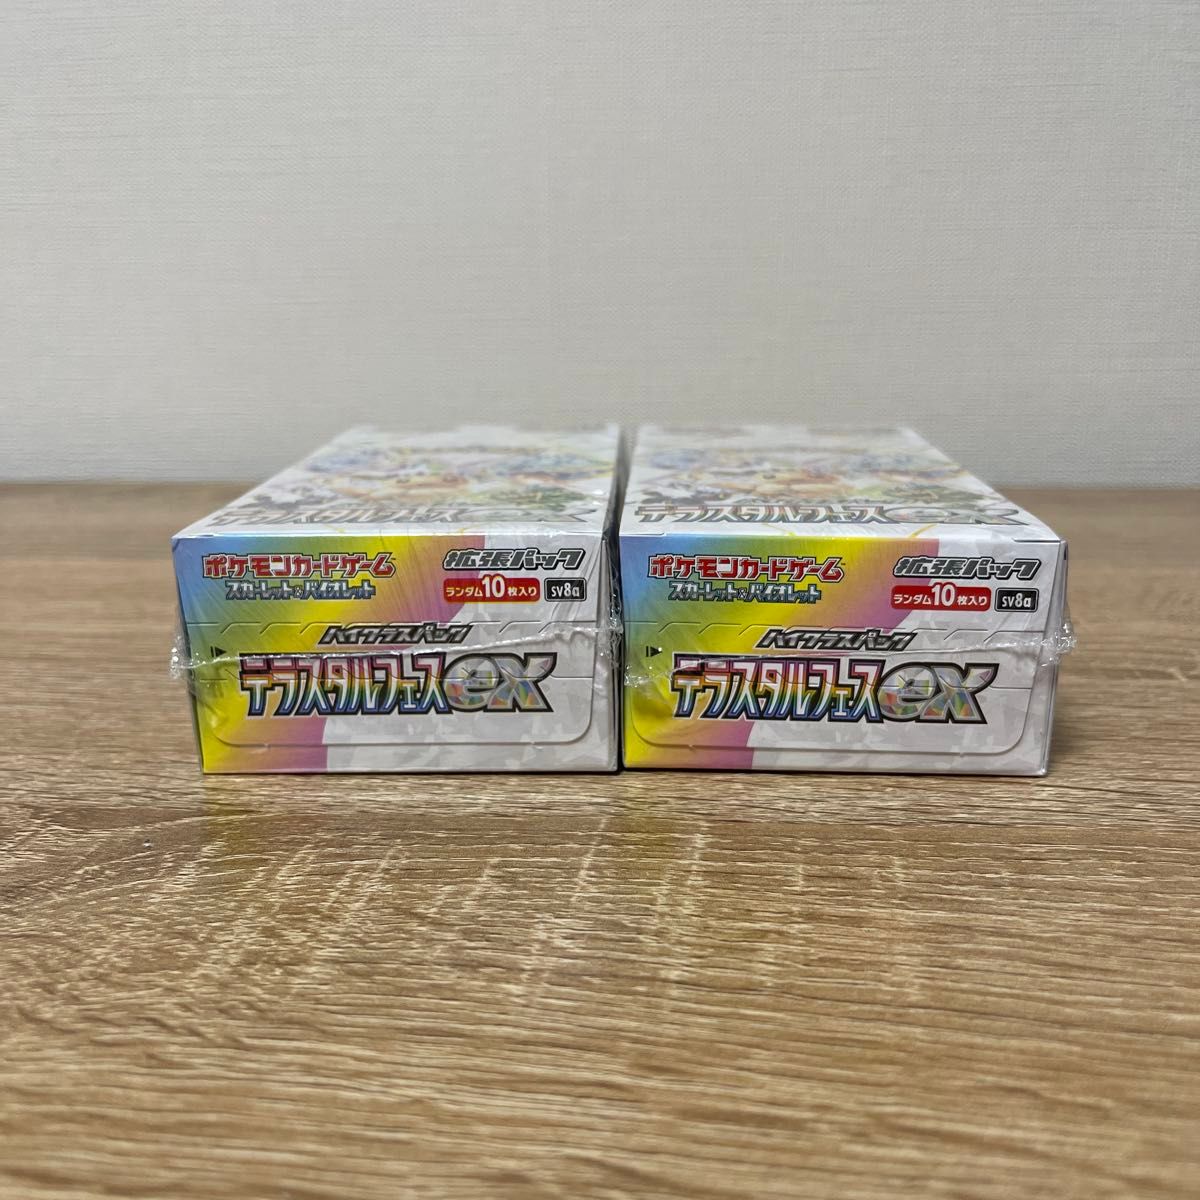 テラスタルフェスex
ポケモンカードゲーム
スカーレット&バイオレット
拡張パック
ランダム10枚入り sv8a
ハイクラスパック
テラスタルフェスex
テラスタルフェスex
ポケモンカードゲーム
スカーレット&バイオレット
拡張パック
ランダム10枚入り sv8a
ハイクラスパック
テラスタルフェスex